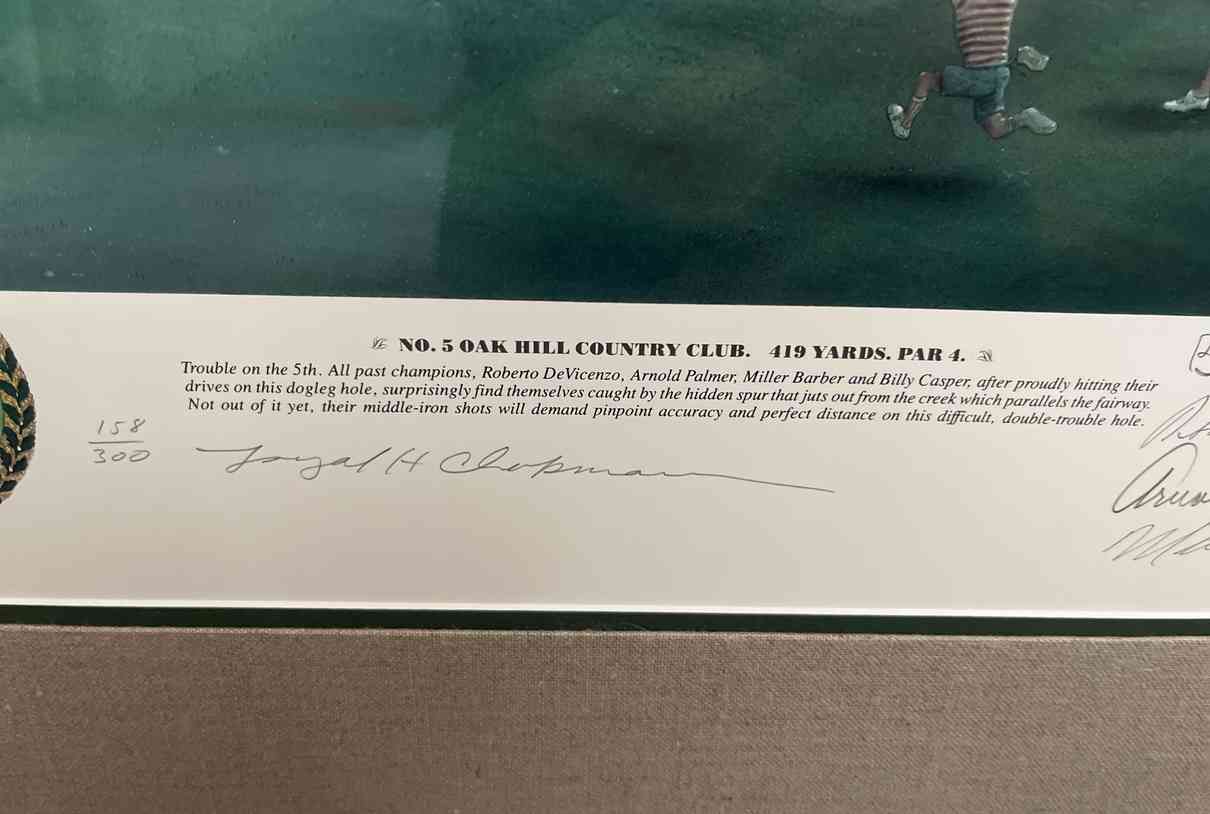 NO. 5 OAK HILL COUNTRY CLUB. 419 YARDS. PAR 4.
Trouble on the 5th. All past champions, Roberto DeVicenzo, Arnold Palmer, Miller Barber and Billy Casper, after proudly hitting their
drives on this dogleg hole, surprisingly find themselves caught by the hidden spur that juts out from the creek which parallels the fairway.
Not out of it yet, their middle-iron shots will demand pinpoint accuracy and perfect distance on this difficult, double-trouble hole.
158
300
Loyal H Chapman